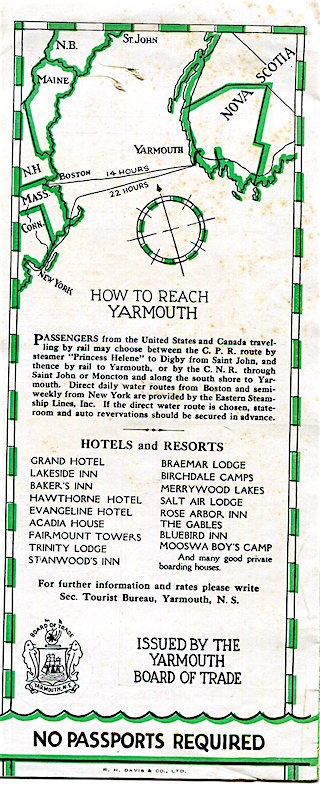 N.B.
ST. JOHN
MAINE
NOVA SCOTIA
YARMOUTH
N.H
BOSTON
14 HOURS
MASS.
22 HOURS
CONN.
NEW YORK
HOW TO REACH
YARMOUTH
PASSENGERS from the United States and Canada travel-
ling by rail may choose between the C. P. R. route by
steamer "Princess Helene" to Digby from Saint John, and
thence by rail to Yarmouth, or by the C. N. R. through
Saint John or Moncton and along the south shore to Yar-
mouth. Direct daily water routes from Boston and semi-
weekly from New York are provided by the Eastern Steam-
ship Lines, Inc. If the direct water route is chosen, state-
room and auto revervations should be secured in advance.
HOTELS and RESORTS
GRAND HOTEL
LAKESIDE INN
BAKER'S INN
HAWTHORNE HOTEL
EVANGELINE HOTEL
ACADIA HOUSE
FAIRMOUNT TOWERS
TRINITY LODGE
STANWOOD'S INN
BRAEMAR LODGE
BIRCHDALE CAMPS
MERRYWOOD LAKES
SALT AIR LODGE
ROSE ARBOR INN
THE GABLES
BLUEBIRD INN
MOOSWA BOY'S CAMP
And many good private
boarding houses.
For further information and rates please write
Sec. Tourist Bureau, Yarmouth, N. S.
BOARD OF TRADE
YARMOUTH, N.S.
ISSUED BY THE
YARMOUTH
BOARD OF TRADE
NO PASSPORTS REQUIRED
R. H. DAVIS & CO., LTD.